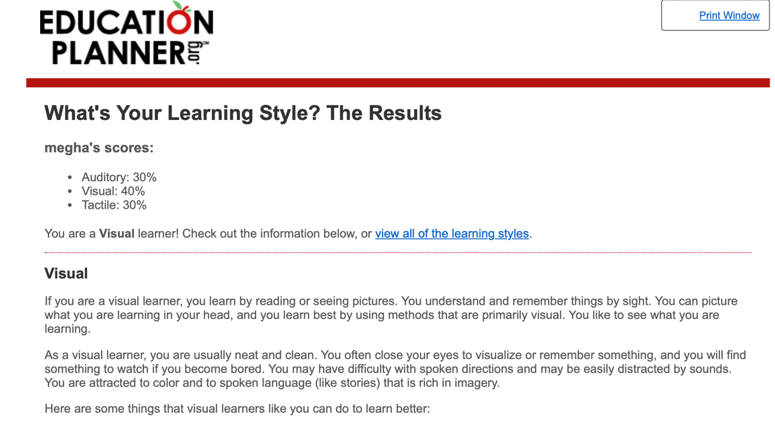 Print Window
EDUCATION
PLANNER.org℠
What's Your Learning Style? The Results
megha's scores:
• Auditory: 30%
• Visual: 40%
• Tactile: 30%
You are a Visual learner! Check out the information below, or view all of the learning styles.
Visual
If you are a visual learner, you learn by reading or seeing pictures. You understand and remember things by sight. You can picture
what you are learning in your head, and you learn best by using methods that are primarily visual. You like to see what you are
learning.
As a visual learner, you are usually neat and clean. You often close your eyes to visualize or remember something, and you will find
something to watch if you become bored. You may have difficulty with spoken directions and may be easily distracted by sounds.
You are attracted to color and to spoken language (like stories) that is rich in imagery.
Here are some things that visual learners like you can do to learn better: